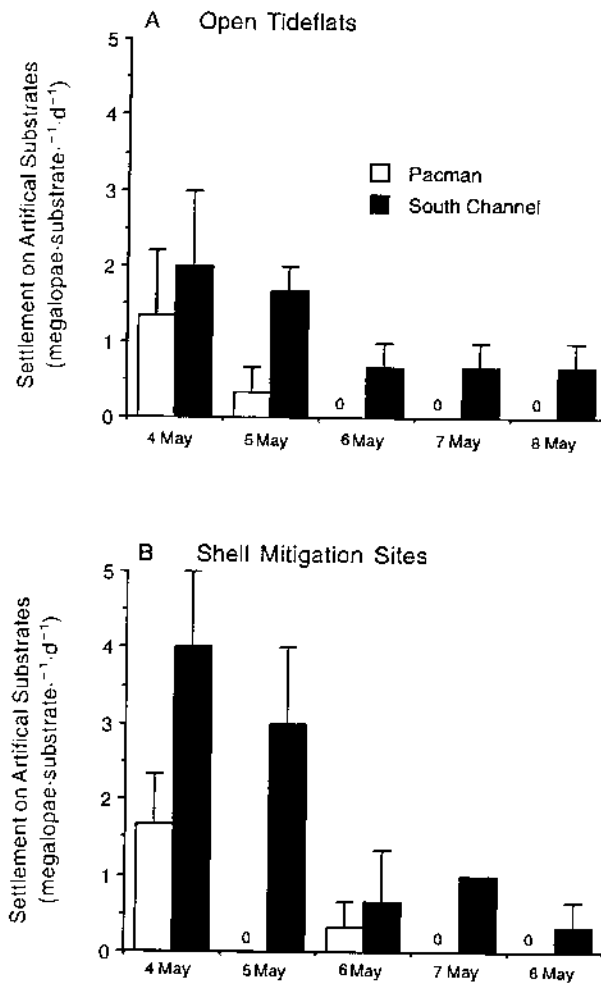 A Open Tideflats
Settlement on Artifical Substrates
(megalopae·substrate·⁻¹·d⁻¹)
5
4
3
2
1
0
Pacman
South Channel
0 0 0
4 May 5 May 6 May 7 May 8 May
B Shell Mitigation Sites
Settlement on Artifical Substrates
(megalopae·substrate·⁻¹·d⁻¹)
5
4
3
2
1
0
0 0 0
4 May 5 May 6 May 7 May 8 May